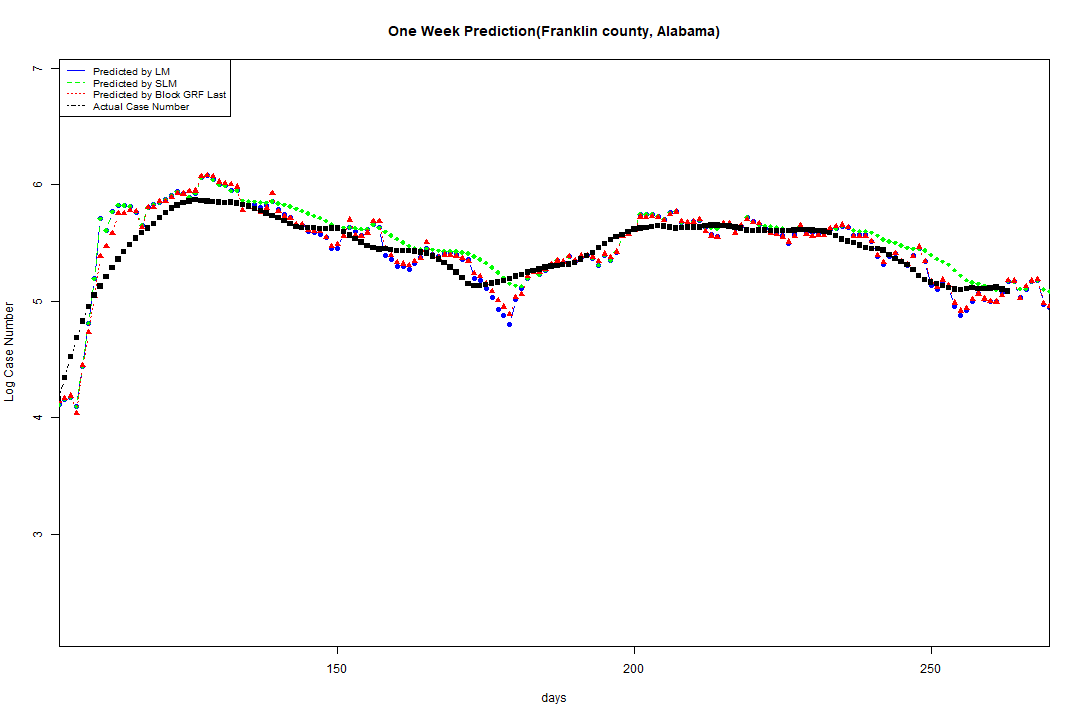 One Week Prediction(Franklin county, Alabama)
Predicted by LM
Predicted by SLM
Predicted by Block GRF Last
Actual Case Number
7
6
5
4
3
Log Case Number
150
200
250
days